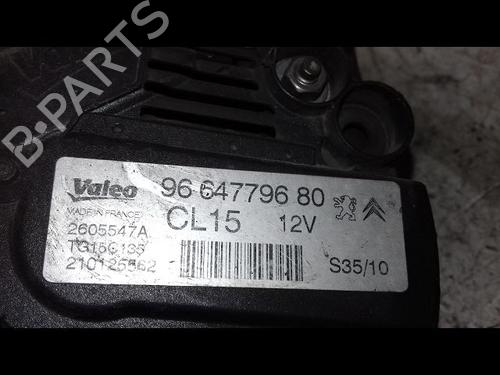 B-PARTS
Valeo 96 647796 80
MADE IN FRANCE CL15 12V
2605547A
TG15C135
210125562 S35/10